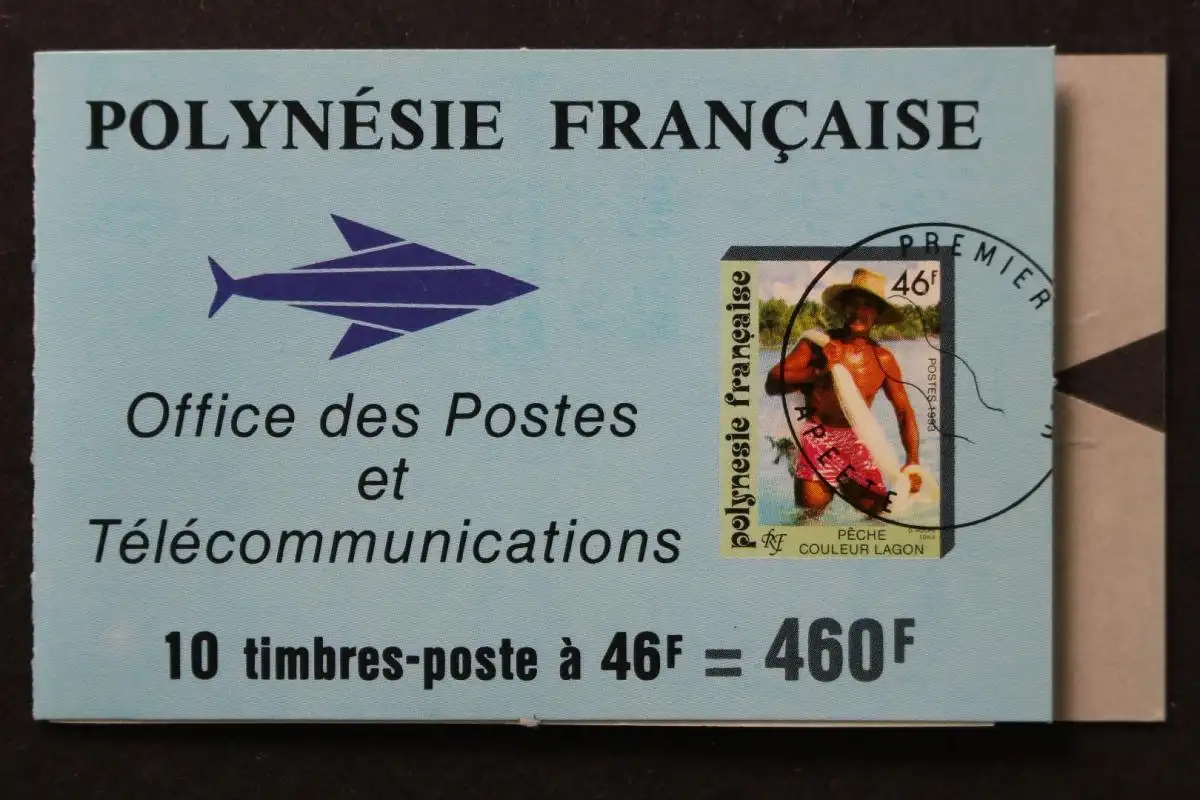 POLYNÉSIE FRANÇAISE
Office des Postes
et
Télécommunications
polynésie française
46F
POSTES 1993
RF
PÊCHE
COULEUR LAGON
PREMIER
APEETE
10 timbres-poste à 46F = 460F